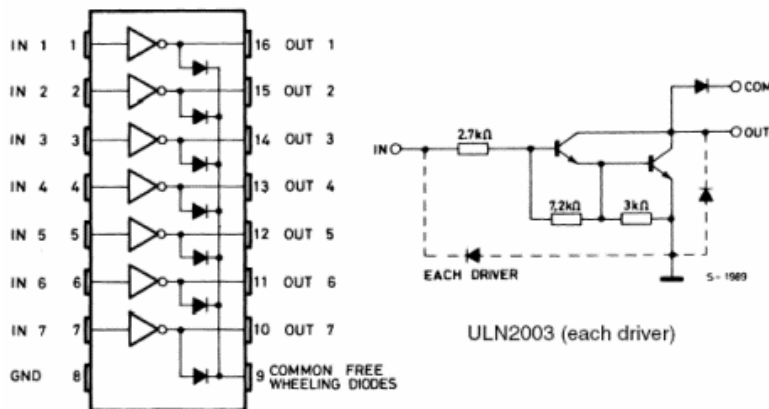 IN 1 1 16 OUT 1
IN 2 2 15 OUT 2
IN 3 3 14 OUT 3
IN 4 4 13 OUT 4
IN 5 5 12 OUT 5
IN 6 6 11 OUT 6
IN 7 7 10 OUT 7
GND 8 9 COMMON FREE
WHEELING DIODES
COM
OUT
IN 2.7kΩ
7.2kΩ 3kΩ
EACH DRIVER
S-1989
ULN2003 (each driver)